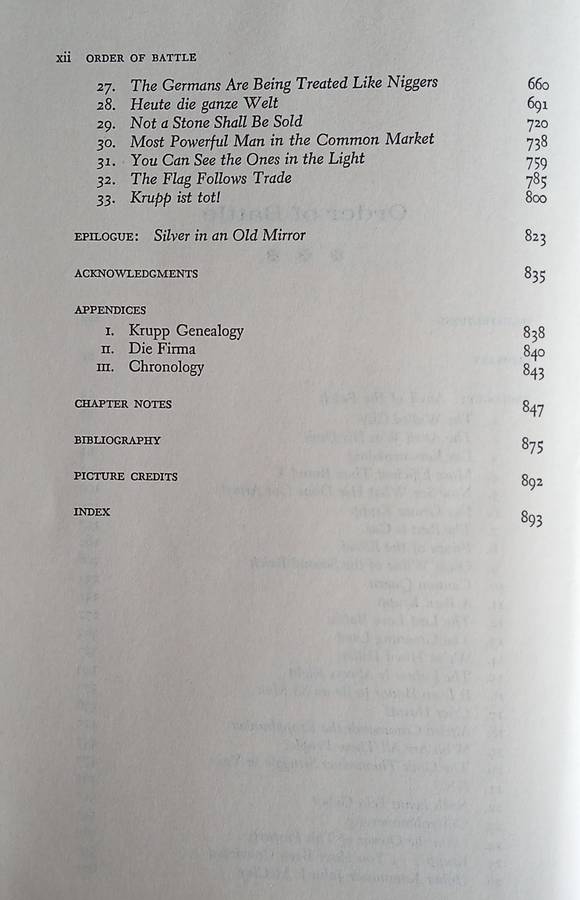 xii ORDER OF BATTLE
27. The Germans Are Being Treated Like Niggers 660
28. Heute die ganze Welt 691
29. Not a Stone Shall Be Sold 720
30. Most Powerful Man in the Common Market 738
31. You Can See the Ones in the Light 759
32. The Flag Follows Trade 785
33. Krupp ist tot! 800
EPILOGUE: Silver in an Old Mirror 823
ACKNOWLEDGMENTS 835
APPENDICES
I. Krupp Genealogy 838
II. Die Firma 840
III. Chronology 843
CHAPTER NOTES 847
BIBLIOGRAPHY 875
PICTURE CREDITS 892
INDEX 893